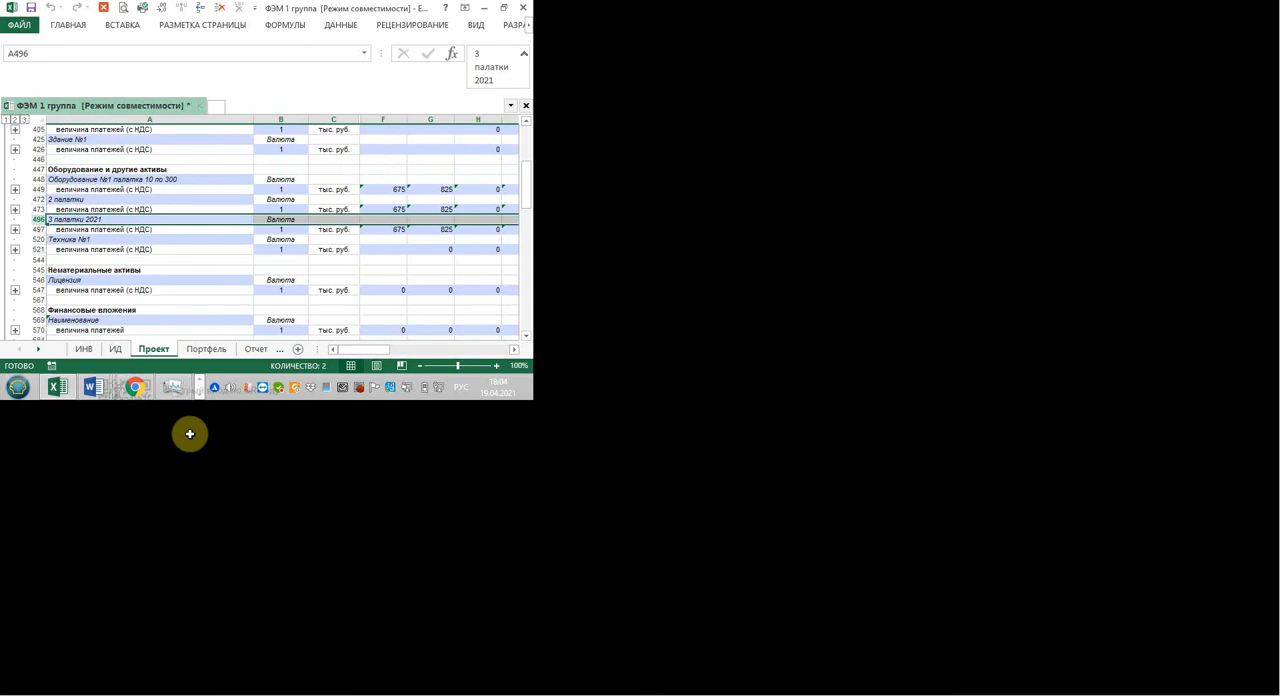 ФЭМ 1 группа [Режим совместимости] - E...
ФАЙЛ ГЛАВНАЯ ВСТАВКА РАЗМЕТКА СТРАНИЦЫ ФОРМУЛЫ ДАННЫЕ РЕЦЕНЗИРОВАНИЕ ВИД РАЗРА
A496 fx 3
палатки
2021
ФЭМ 1 группа [Режим совместимости] *
1 2 3 A B C F G H
405 величина платежей (с НДС) 1 тыс. руб. 0
425 Здание №1 Валюта
426 величина платежей (с НДС) 1 тыс. руб. 0
446
447 Оборудование и другие активы
448 Оборудование №1 палатка 10 по 300 Валюта
449 величина платежей (с НДС) 1 тыс. руб. 675 825 0
472 2 палатки Валюта
473 величина платежей (с НДС) 1 тыс. руб. 675 825 0
496 3 палатки 2021 Валюта
497 величина платежей (с НДС) 1 тыс. руб. 675 825 0
520 Техника №1 Валюта
521 величина платежей (с НДС) 1 тыс. руб. 0 0
544
545 Нематериальные активы
546 Лицензия Валюта
547 величина платежей (с НДС) 1 тыс. руб. 0 0 0
567
568 Финансовые вложения
569 Наименование Валюта
570 величина платежей 1 тыс. руб. 0 0 0
ИНВ ИД Проект Портфель Отчет ...
ГОТОВО КОЛИЧЕСТВО: 2 100%
РУС 18:04
19.04.2021